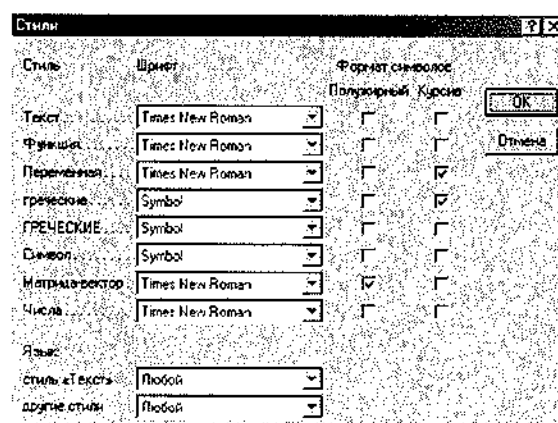 Стили
Стиль Шрифт Формат символов
Полужирный Курсив
Текст Times New Roman OK
Функция Times New Roman Отмена
Переменная Times New Roman
греческие Symbol
ГРЕЧЕСКИЕ Symbol
Символ Symbol
Матрица-вектор Times New Roman
Числа Times New Roman
Язык:
стиль «Текст» Любой
другие стили Любой